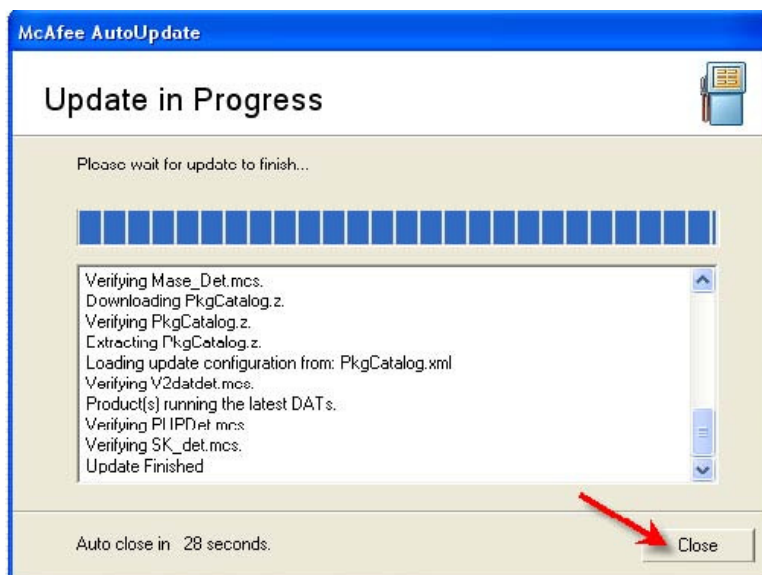 McAfee AutoUpdate
Update in Progress
Please wait for update to finish...
Verifying Mase_Det.mcs.
Downloading PkgCatalog.z.
Verifying PkgCatalog.z.
Extracting PkgCatalog.z.
Loading update configuration from: PkgCatalog.xml
Verifying V2datdet.mcs.
Product(s) running the latest DATs.
Verifying PUPDet.mcs
Verifying SK_det.mcs.
Update Finished
Auto close in 28 seconds.
Close